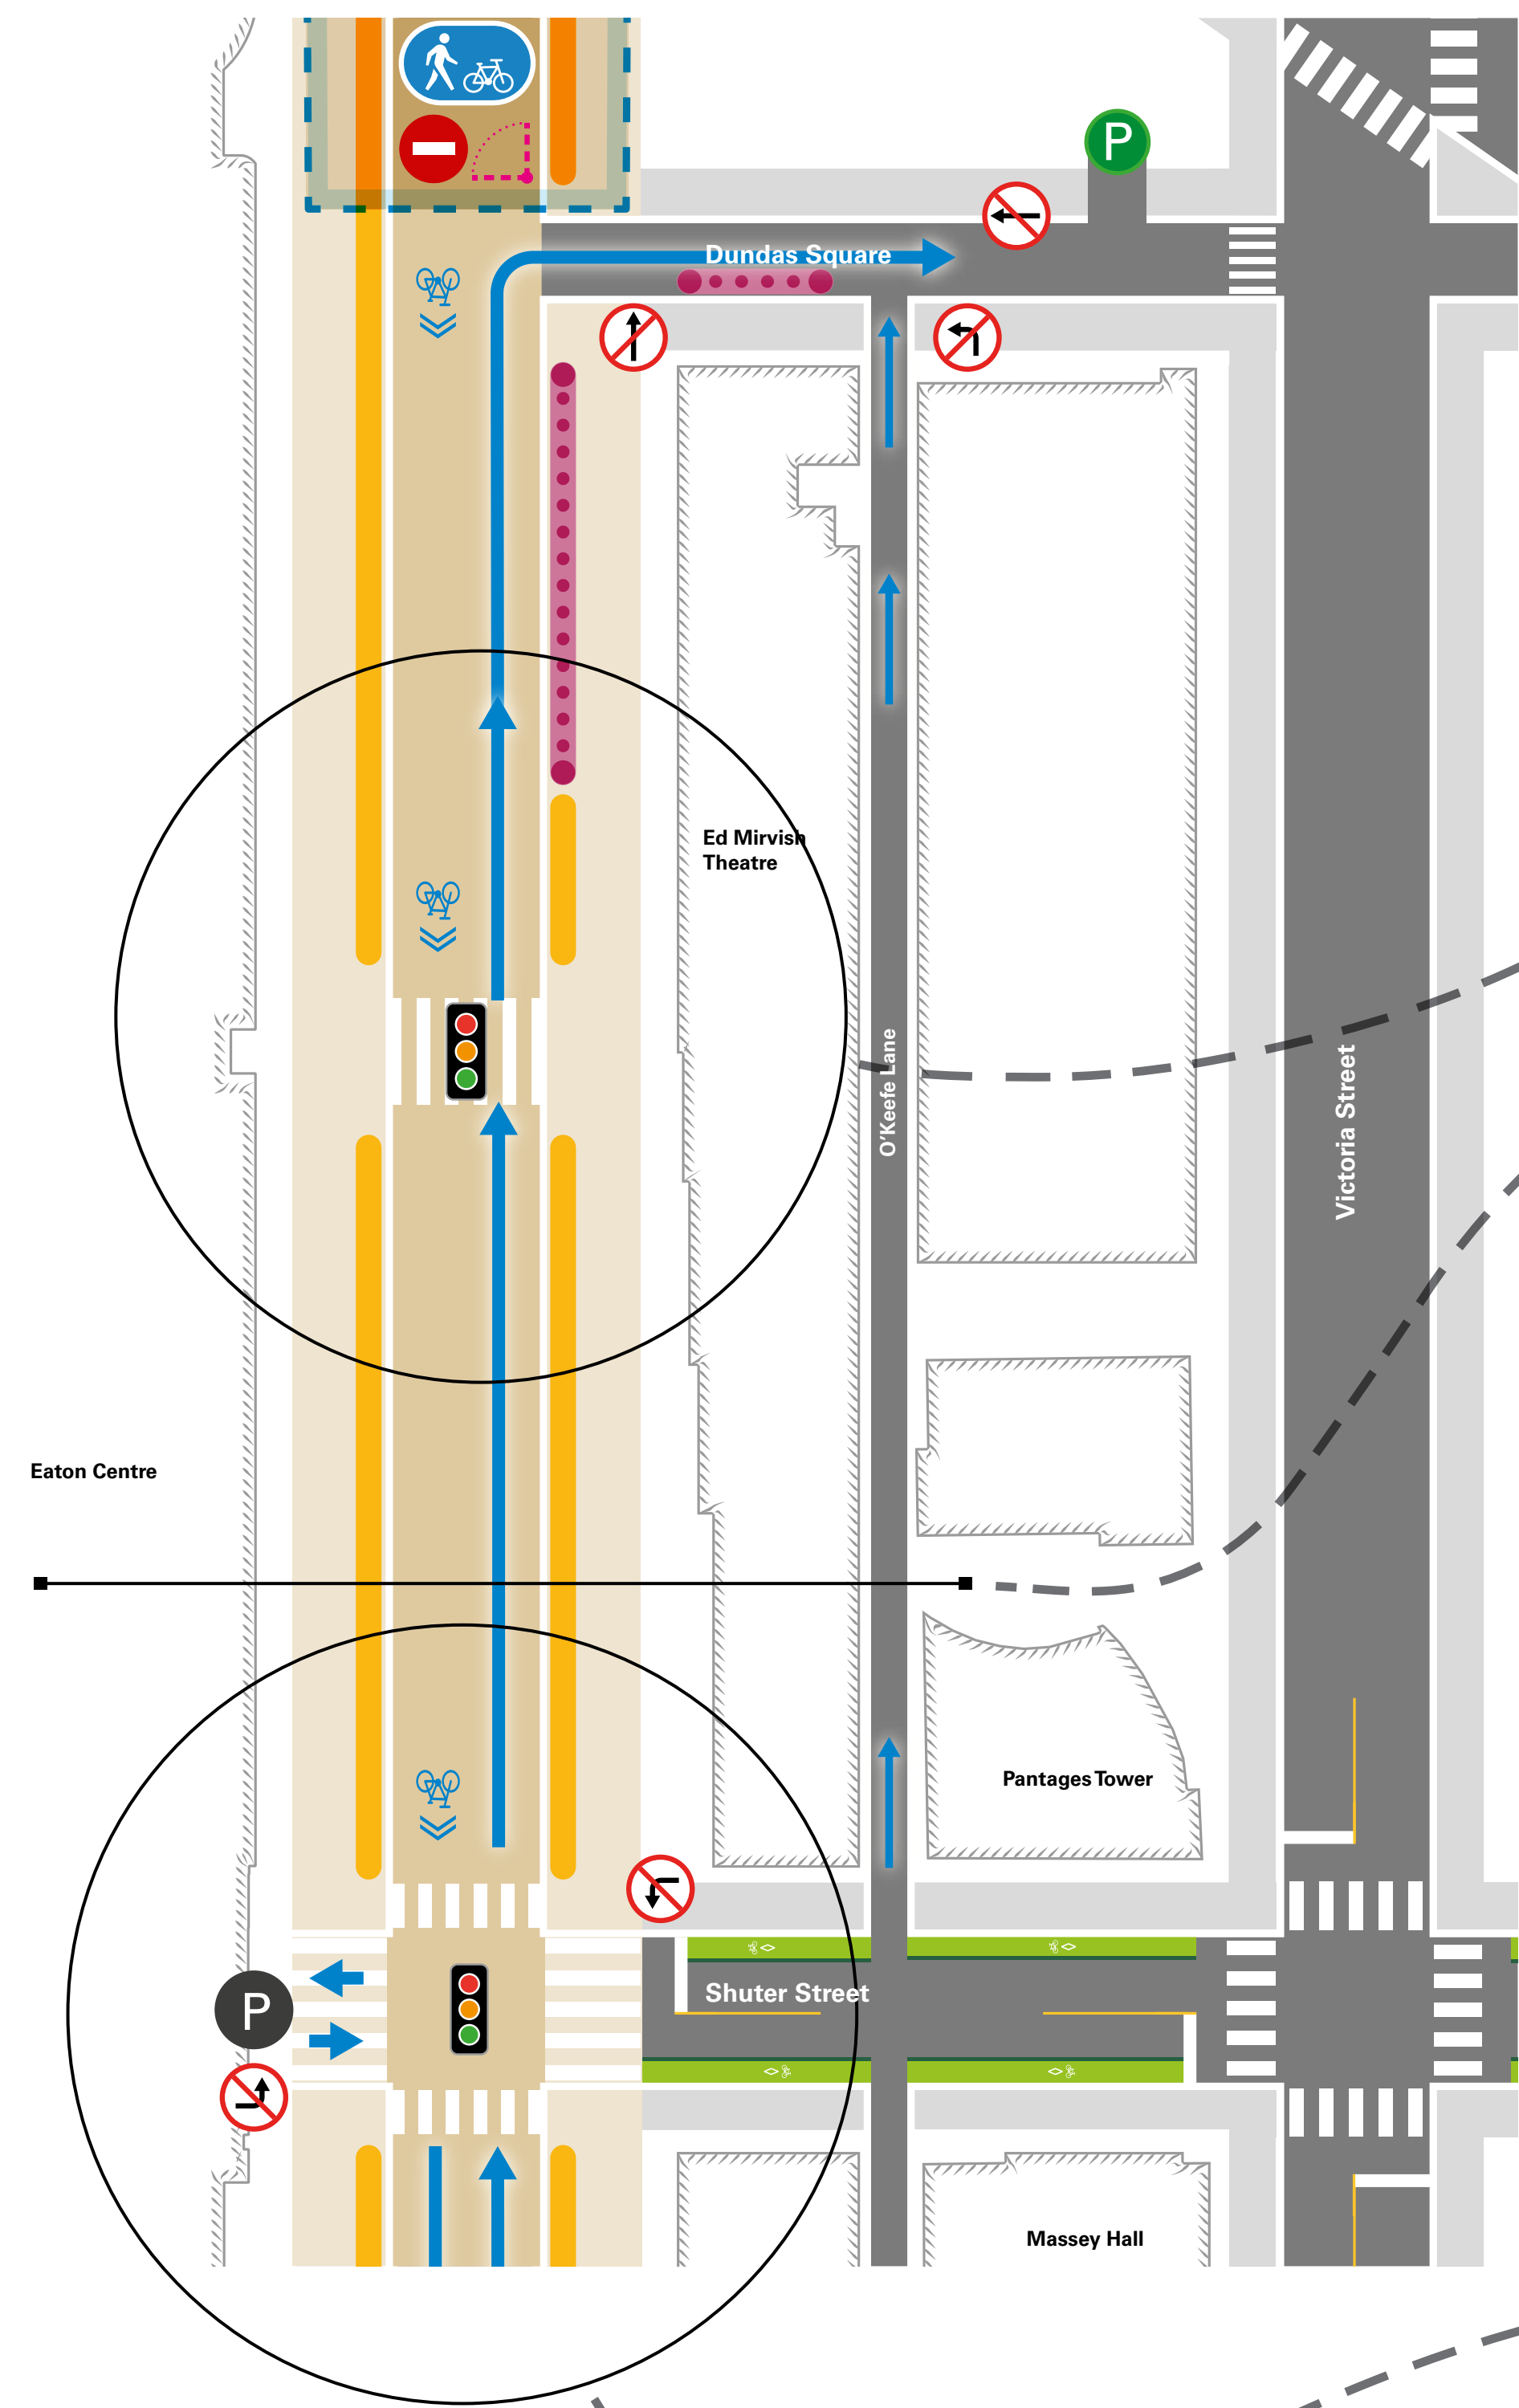 P
Dundas Square
Ed Mirvish
Theatre
O'Keefe Lane
Victoria Street
Eaton Centre
Pantages Tower
Shuter Street
P
Massey Hall